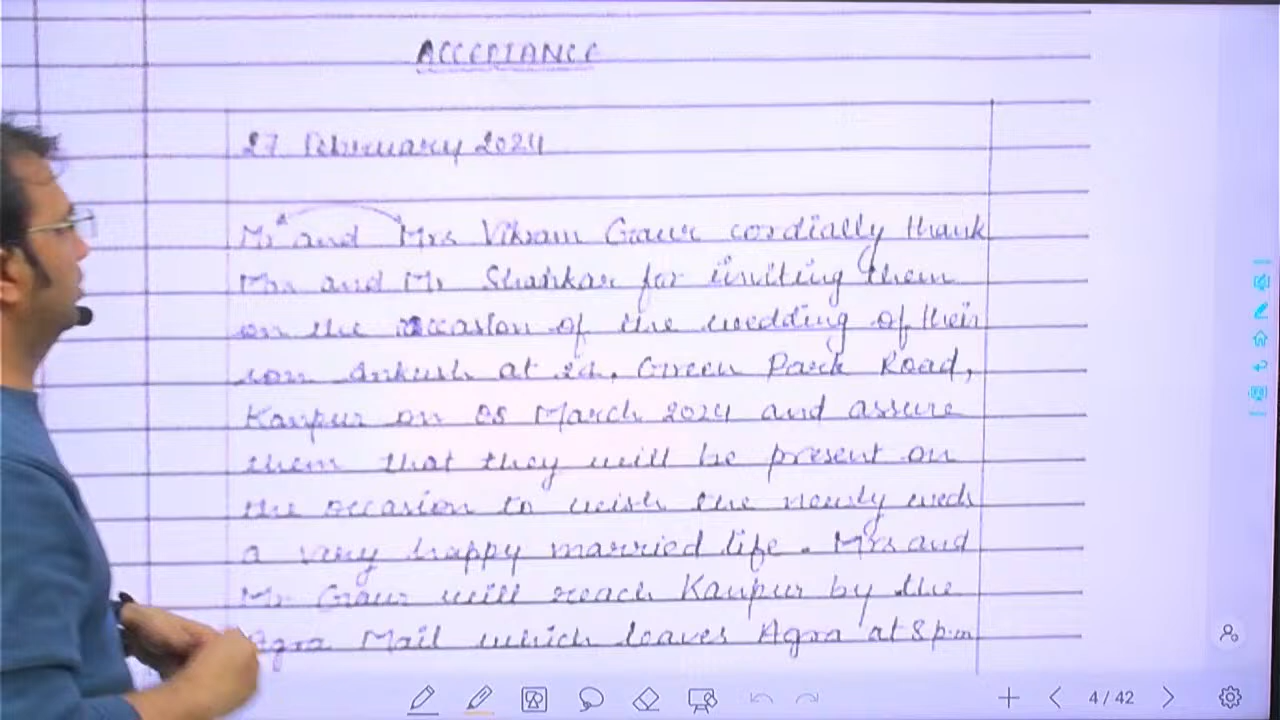 ACCEPTANCE
27 February 2024
Mr and Mrs Vikram Gaur cordially thank
Mrs and Mr Shankar for inviting them
on the occasion of the wedding of their
son Ankush at Green Park Road,
Kanpur on 05 March 2024 and assure
them that they will be present on
the occasion to wish the newly weds
a very happy married life. Mrs and
Mr Gaur will reach Kanpur by the
Agra Mail which leaves Agra at 8 p.m
4 / 42